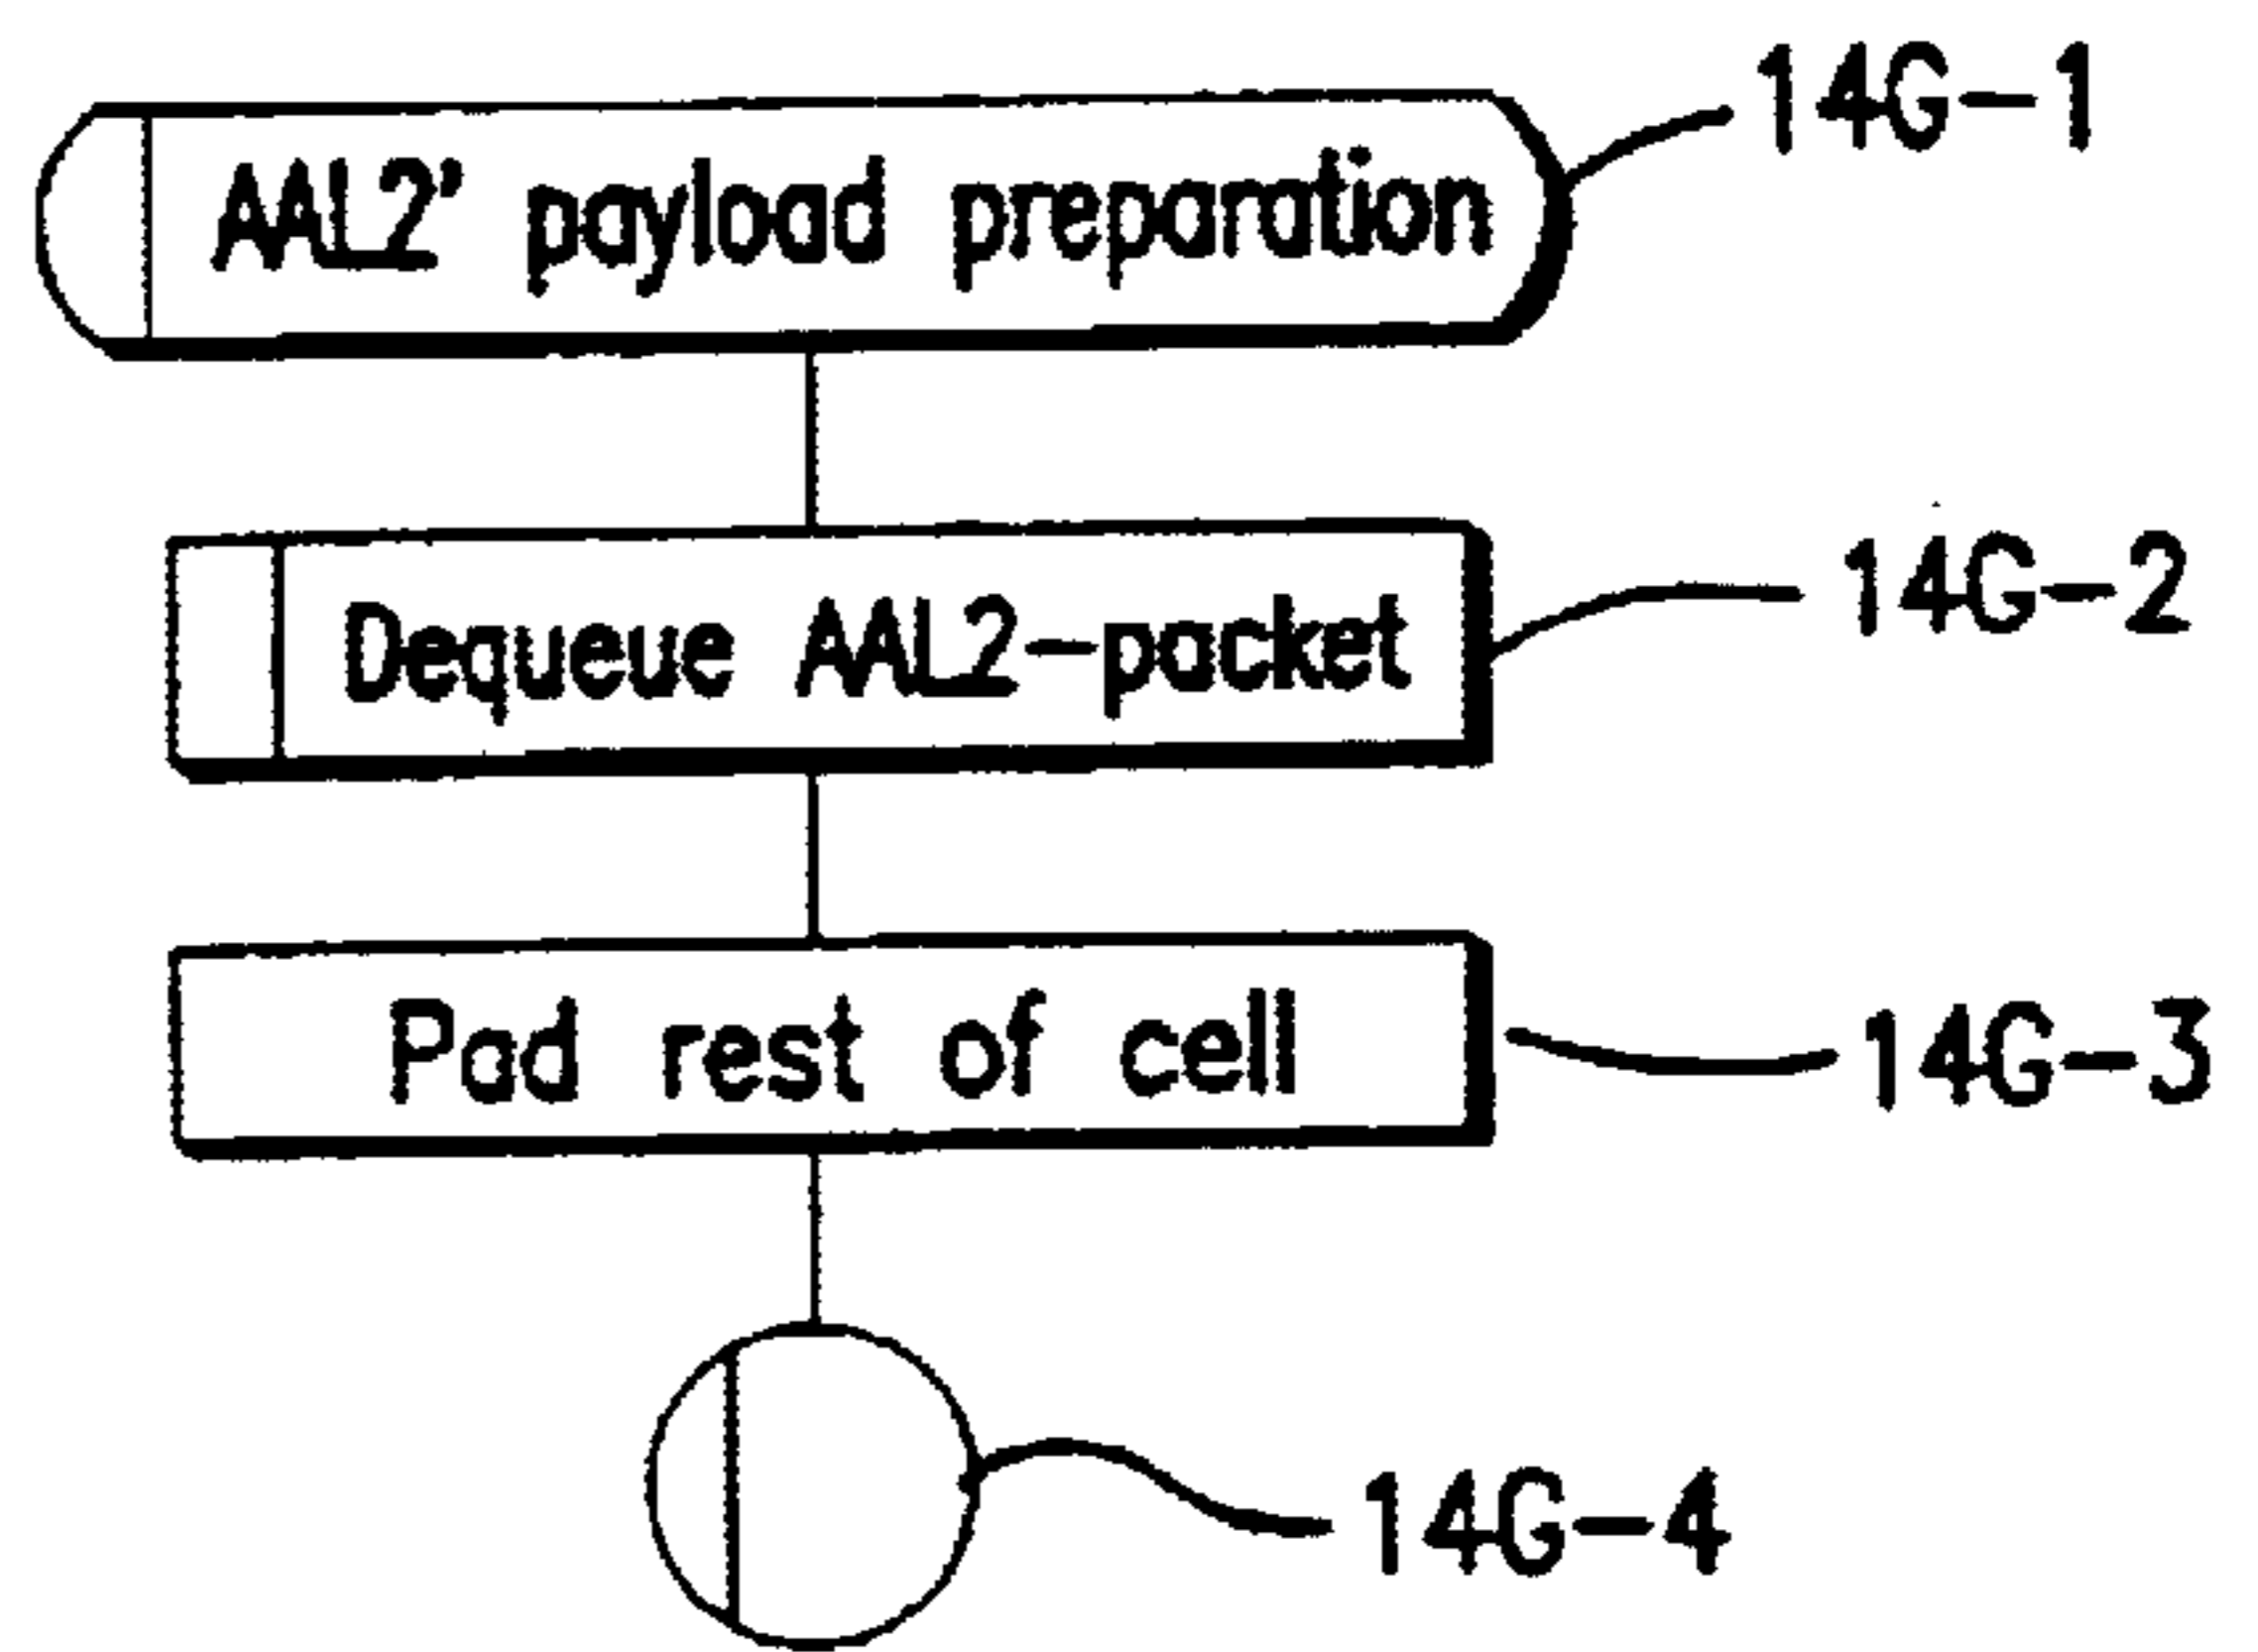 14G-1
AAL2' payload preparation
14G-2
Dequeue AAL2-packet
Pad rest of cell
14G-3
14G-4